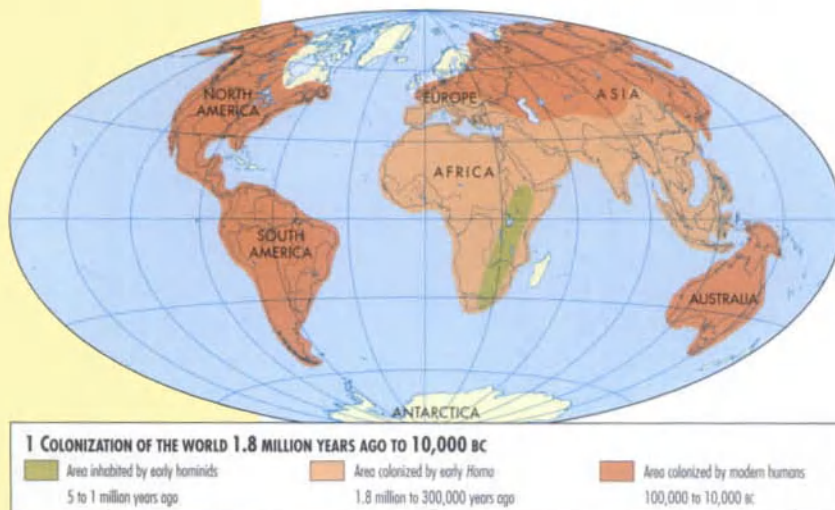 NORTH
AMERICA
EUROPE
ASIA
AFRICA
SOUTH
AMERICA
AUSTRALIA
ANTARCTICA
1 COLONIZATION OF THE WORLD 1.8 MILLION YEARS AGO TO 10,000 BC
Area inhabited by early hominids
5 to 1 million years ago
Area colonized by early Homo
1.8 million to 300,000 years ago
Area colonized by modern humans
100,000 to 10,000 BC